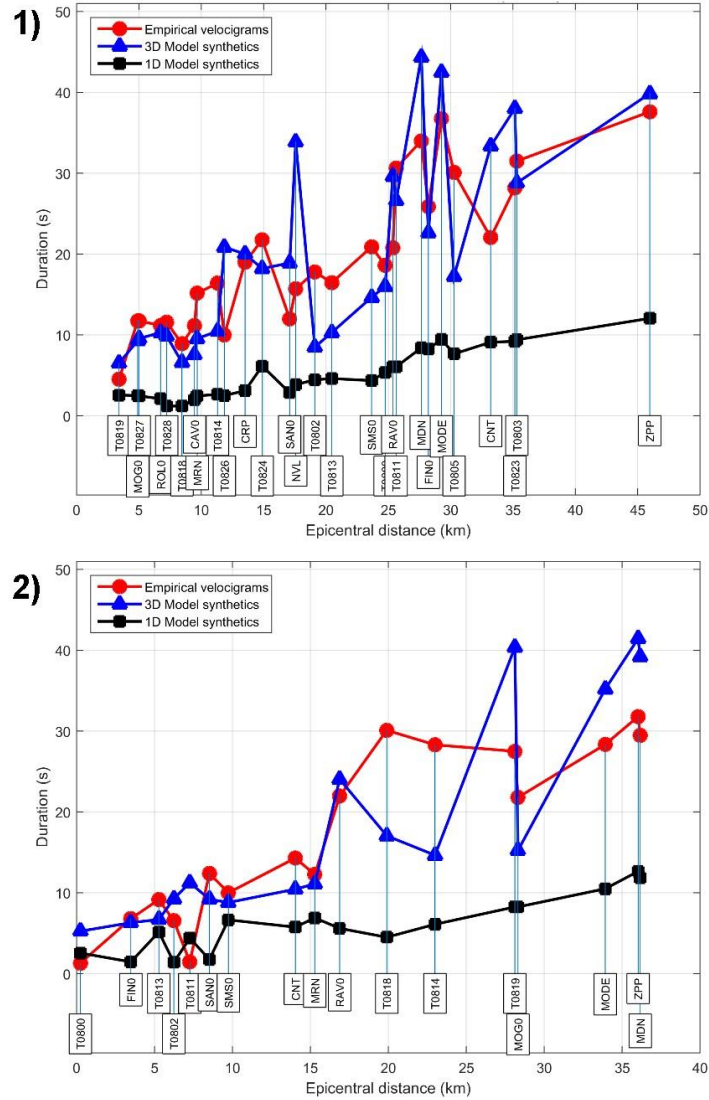 1)
Empirical velocigrams
3D Model synthetics
1D Model synthetics
Duration (s)
50
40
30
20
10
0
T0819
T0827
MOG0
ROL0
T0828
T0818
CAV0
MRN
T0814
T0826
CRP
T0824
SAN0
NVL
T0802
T0813
SMS0
RAV0
T0811
MDN
FIN0
MODE
T0805
CNT
T0803
T0823
ZPP
0 5 10 15 20 25 30 35 40 45 50
Epicentral distance (km)
2)
Empirical velocigrams
3D Model synthetics
1D Model synthetics
Duration (s)
50
40
30
20
10
0
T0800
FIN0
T0813
T0802
T0811
SAN0
SMS0
CNT
MRN
RAV0
T0818
T0814
T0819
MOG0
MODE
ZPP
MDN
0 5 10 15 20 25 30 35 40
Epicentral distance (km)